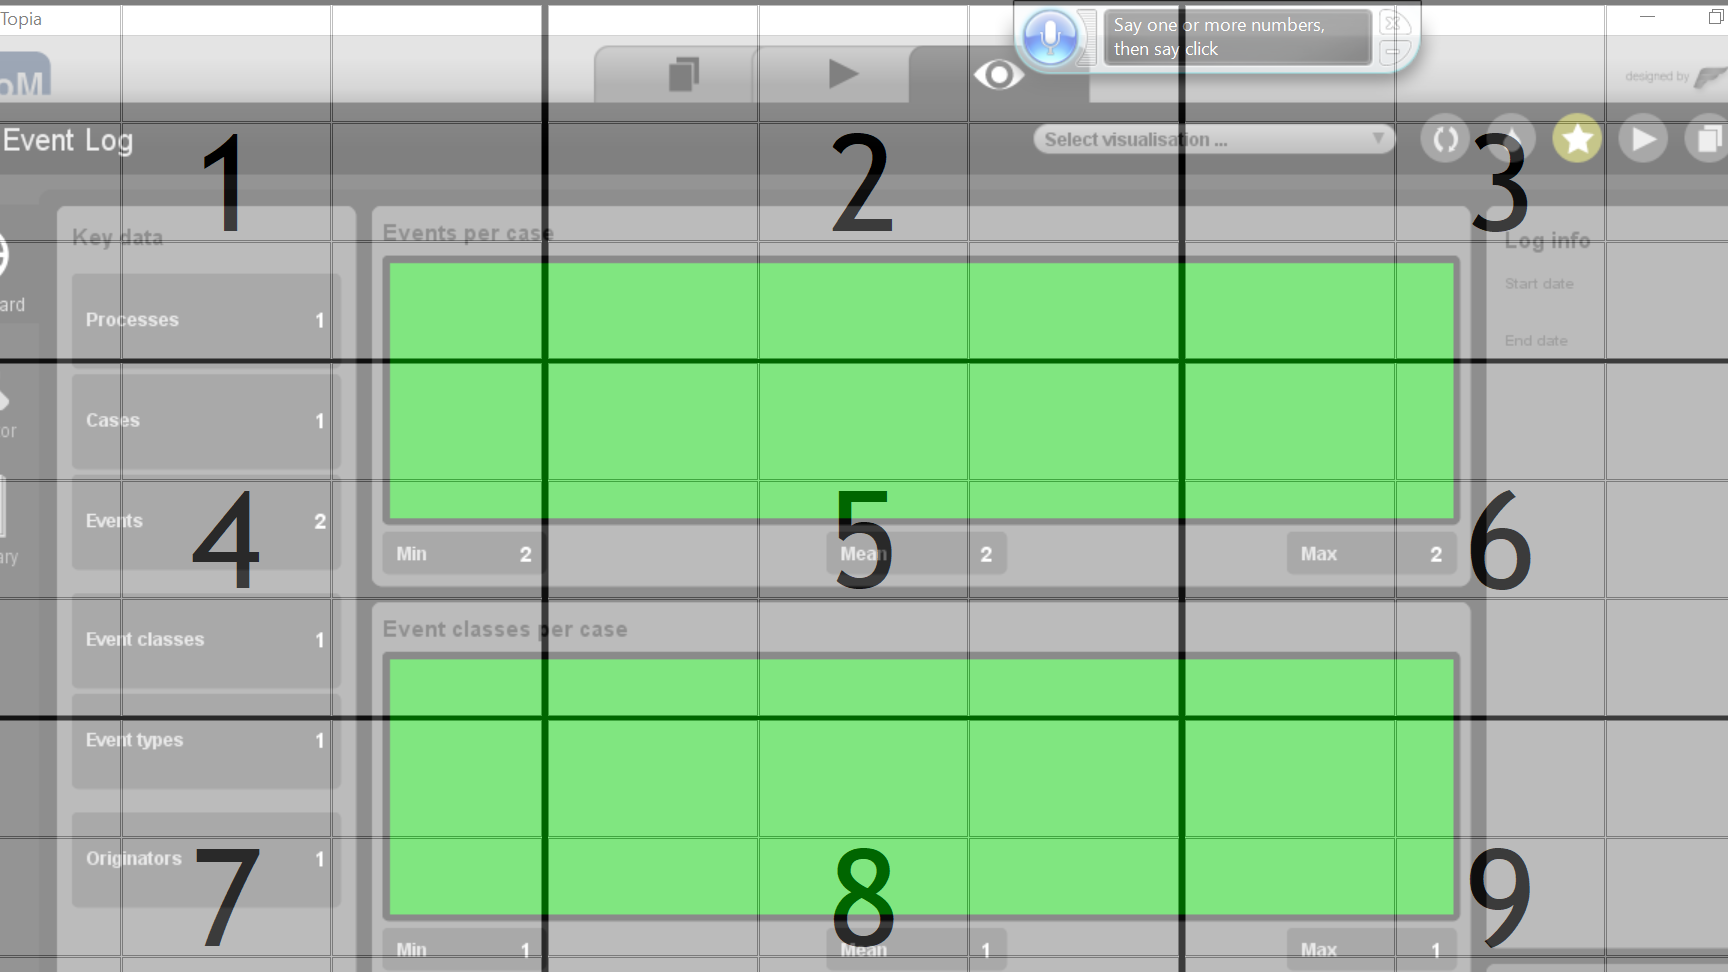 Topia
Say one or more numbers,
then say click
oM
designed by
Event Log
Select visualisation ...
1
2
3
Key data
Events per case
Log info
Start date
End date
ard
Processes 1
Cases 1
or
Events 2
ary
4
5
6
Min 2
Mean 2
Max 2
Event classes per case
Event classes 1
Event types 1
Originators 1
7
8
9
Min 1
Mean 1
Max 1